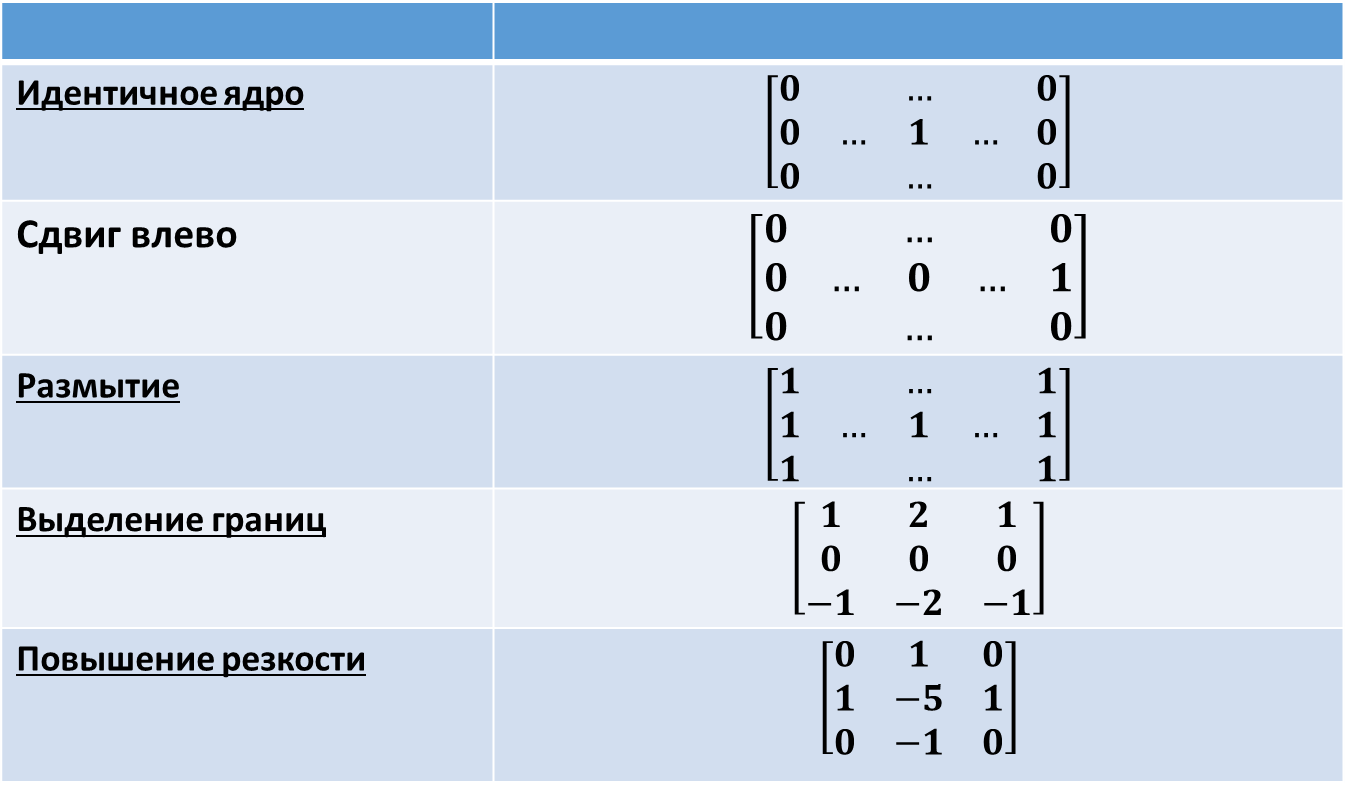 Идентичное ядро
0 ... 0
0 ... 1 ... 0
0 ... 0
Сдвиг влево
0 ... 0
0 ... 0 ... 1
0 ... 0
Размытие
1 ... 1
1 ... 1 ... 1
1 ... 1
Выделение границ
1 2 1
0 0 0
−1 −2 −1
Повышение резкости
0 1 0
1 −5 1
0 −1 0